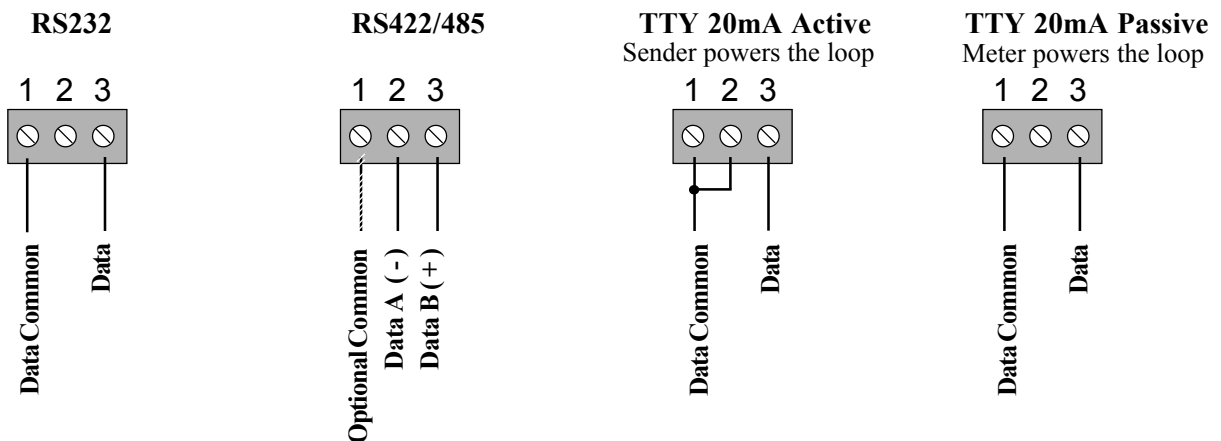 RS232
RS422/485
TTY 20mA Active
Sender powers the loop
TTY 20mA Passive
Meter powers the loop
1 2 3
1 2 3
1 2 3
1 2 3
Data Common
Data
Optional Common
Data A ( - )
Data B ( + )
Data Common
Data
Data Common
Data